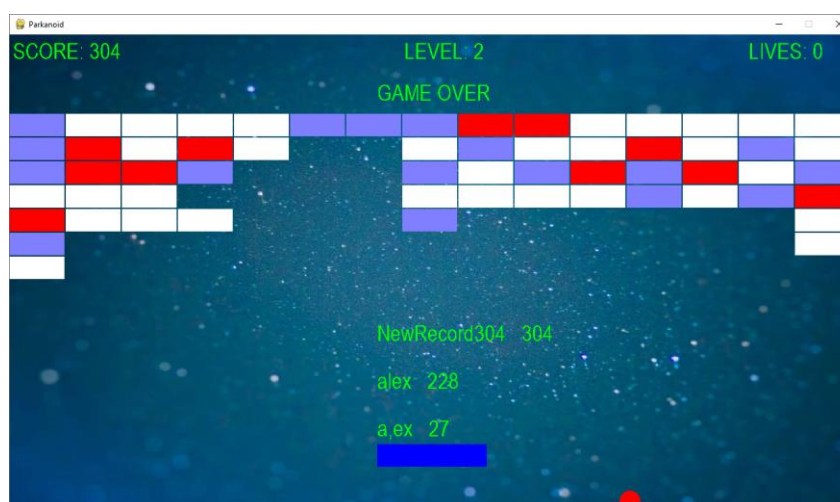 Parkanoid
SCORE: 304 LEVEL: 2 LIVES: 0
GAME OVER
NewRecord304 304
alex 228
a,ex 27